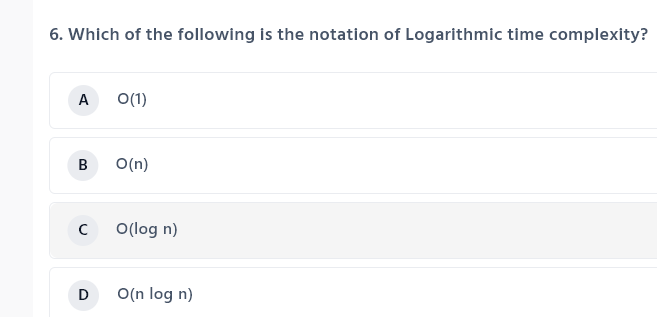 6. Which of the following is the notation of Logarithmic time complexity?
A O(1)
B O(n)
C O(log n)
D O(n log n)